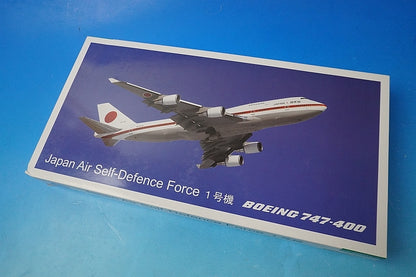 Japan Air Self-Defence Force 1号機
BOEING 747-400